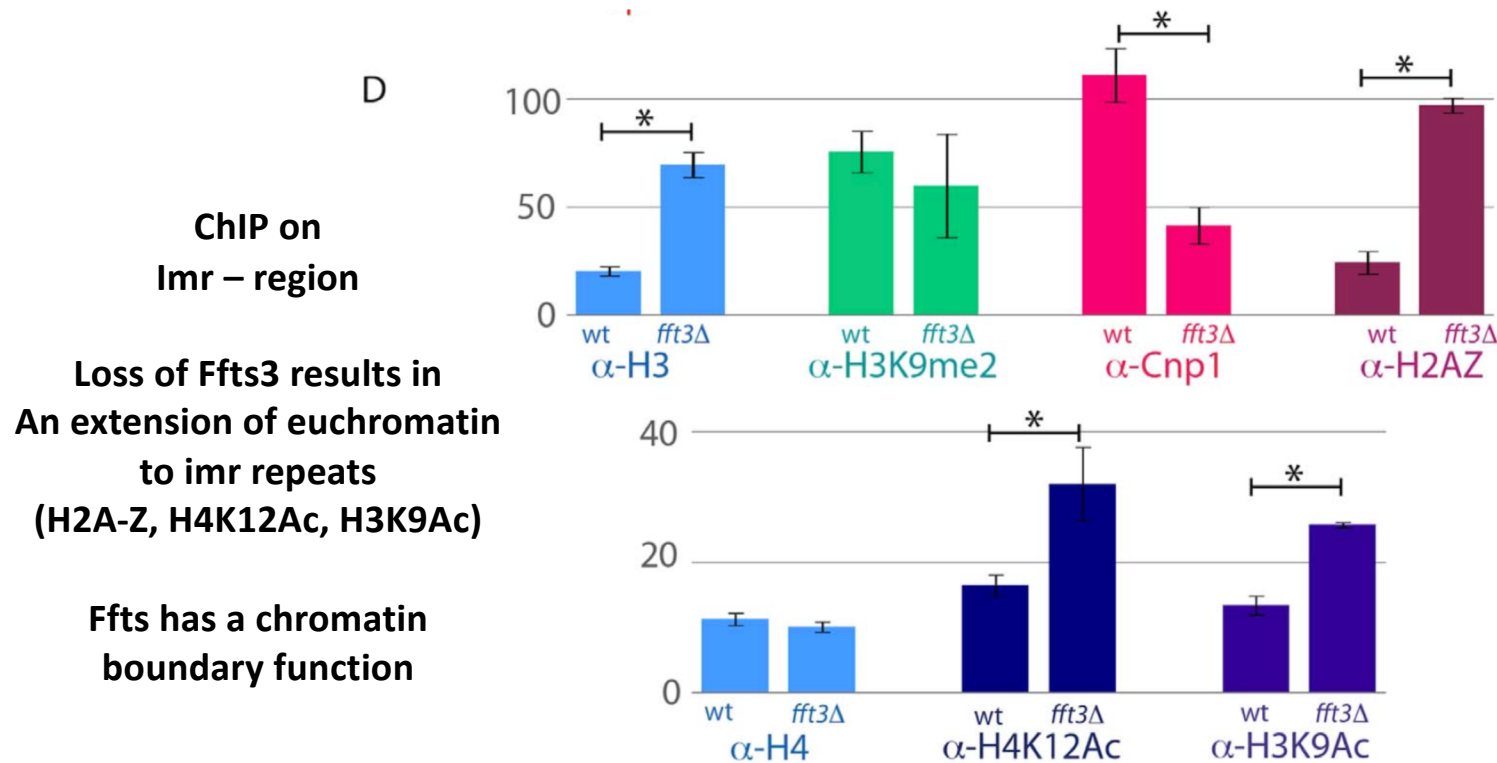 D
ChIP on
Imr – region
Loss of Ffts3 results in
An extension of euchromatin
to imr repeats
(H2A-Z, H4K12Ac, H3K9Ac)
Ffts has a chromatin
boundary function
100
50
0
* * *
wt fft3Δ wt fft3Δ wt fft3Δ wt fft3Δ
α-H3 α-H3K9me2 α-Cnp1 α-H2AZ
40
20
0
* *
wt fft3Δ wt fft3Δ wt fft3Δ
α-H4 α-H4K12Ac α-H3K9Ac